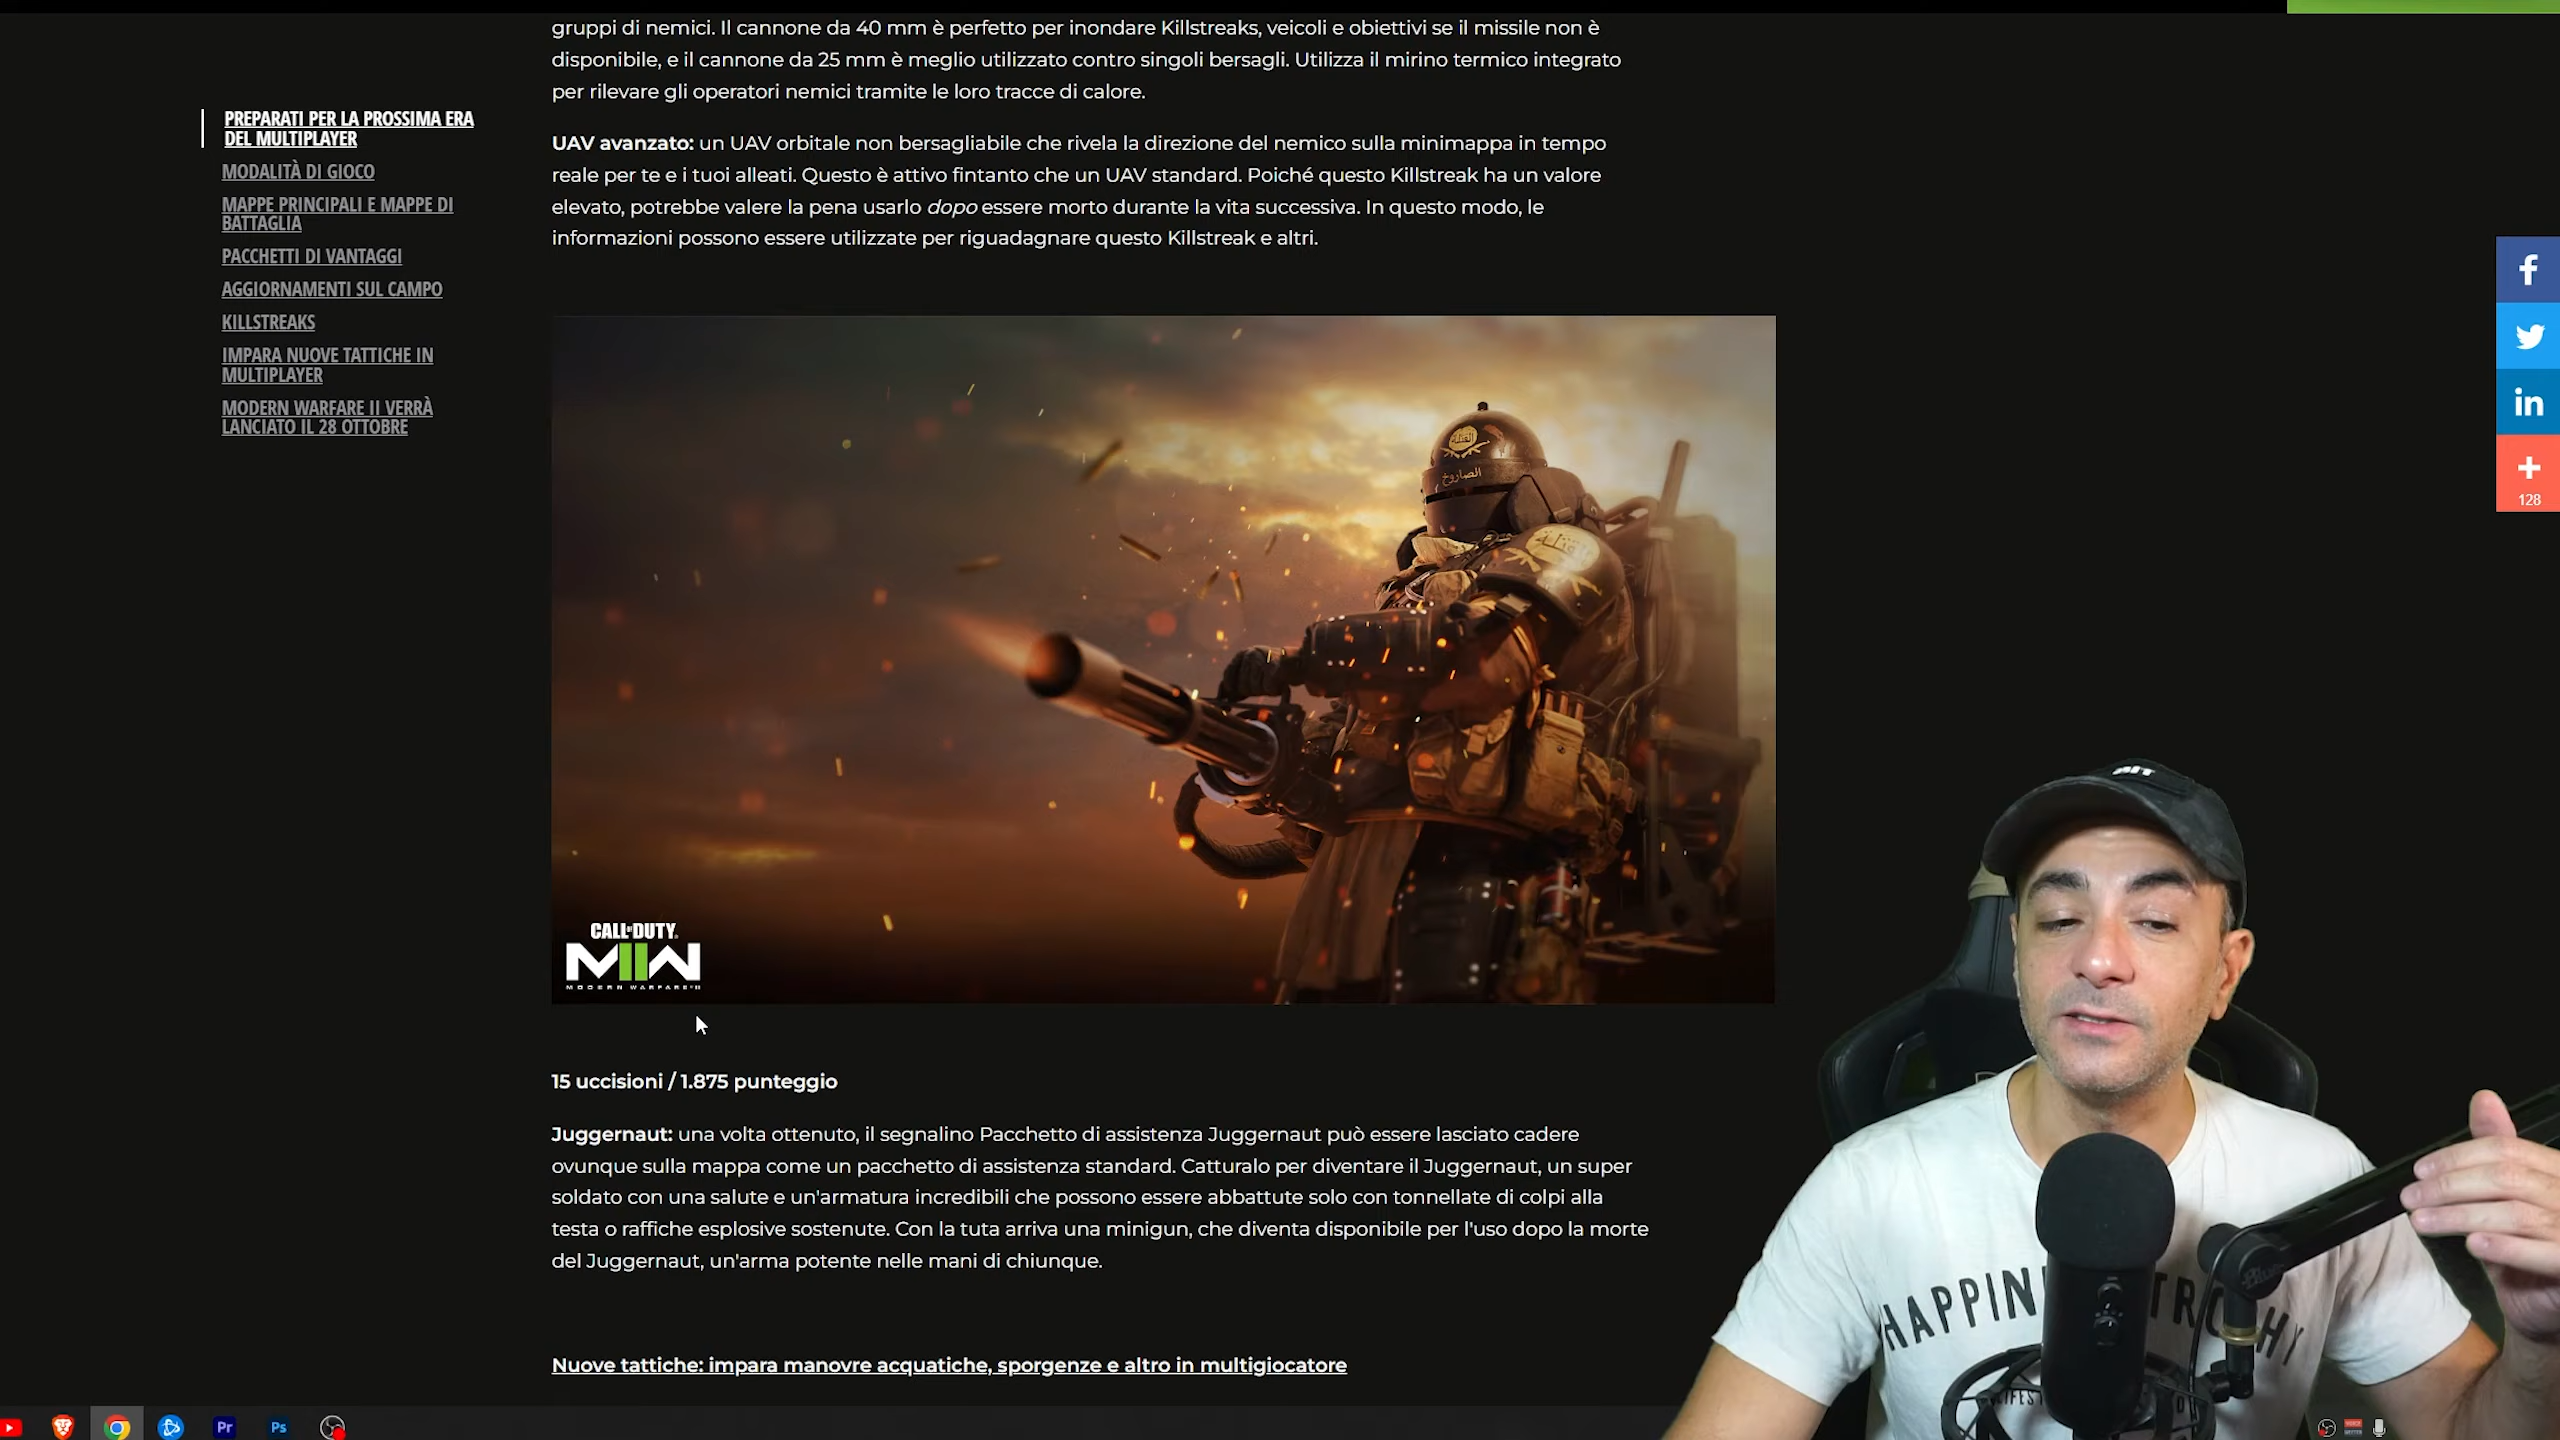 gruppi di nemici. Il cannone da 40 mm è perfetto per inondare Killstreaks, veicoli e obiettivi se il missile non è
disponibile, e il cannone da 25 mm è meglio utilizzato contro singoli bersagli. Utilizza il mirino termico integrato
per rilevare gli operatori nemici tramite le loro tracce di calore.
PREPARATI PER LA PROSSIMA ERA
DEL MULTIPLAYER
MODALITÀ DI GIOCO
MAPPE PRINCIPALI E MAPPE DI
BATTAGLIA
PACCHETTI DI VANTAGGI
AGGIORNAMENTI SUL CAMPO
KILLSTREAKS
IMPARA NUOVE TATTICHE IN
MULTIPLAYER
MODERN WARFARE II VERRÀ
LANCIATO IL 28 OTTOBRE
UAV avanzato: un UAV orbitale non bersagliabile che rivela la direzione del nemico sulla minimappa in tempo
reale per te e i tuoi alleati. Questo è attivo fintanto che un UAV standard. Poiché questo Killstreak ha un valore
elevato, potrebbe valere la pena usarlo dopo essere morto durante la vita successiva. In questo modo, le
informazioni possono essere utilizzate per riguadagnare questo Killstreak e altri.
128
الصاروخ
CALL OF DUTY
MIIW
MODERN WARFARE II
15 uccisioni / 1.875 punteggio
Juggernaut: una volta ottenuto, il segnalino Pacchetto di assistenza Juggernaut può essere lasciato cadere
ovunque sulla mappa come un pacchetto di assistenza standard. Catturalo per diventare il Juggernaut, un super
soldato con una salute e un'armatura incredibili che possono essere abbattute solo con tonnellate di colpi alla
testa o raffiche esplosive sostenute. Con la tuta arriva una minigun, che diventa disponibile per l'uso dopo la morte
del Juggernaut, un'arma potente nelle mani di chiunque.
Nuove tattiche: impara manovre acquatiche, sporgenze e altro in multigiocatore
Pr
Ps